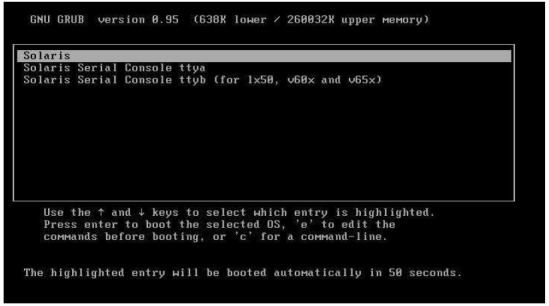 GNU GRUB version 0.95 (638K lower / 260032K upper memory)
Solaris
Solaris Serial Console ttya
Solaris Serial Console ttyb (for lx50, v60x and v65x)
Use the ↑ and ↓ keys to select which entry is highlighted.
Press enter to boot the selected OS, 'e' to edit the
commands before booting, or 'c' for a command-line.
The highlighted entry will be booted automatically in 50 seconds.